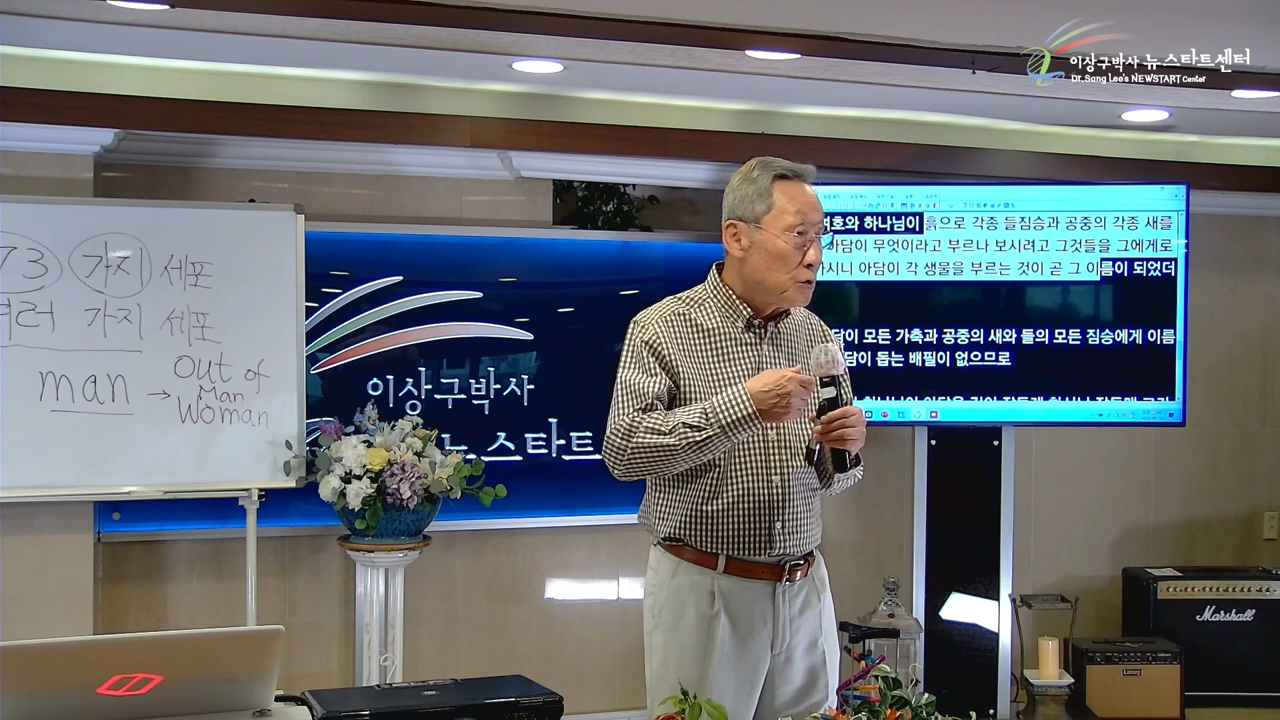 이상구박사 뉴스타트센터
Dr.Sang Lee's NEWSTART Center
73 가지 세포
여러 가지 세포
man → out of
Man
Woman
이상구박사
뉴스타트
여호와 하나님이 흙으로 각종 들짐승과 공중의 각종 새를
아담이 무엇이라고 부르나 보시려고 그것들을 그에게로
시니 아담이 각 생물을 부르는 것이 곧 그 이름이 되었더
담이 모든 가축과 공중의 새와 들의 모든 짐승에게 이름
담이 돕는 배필이 없으므로
Marshall
Laney